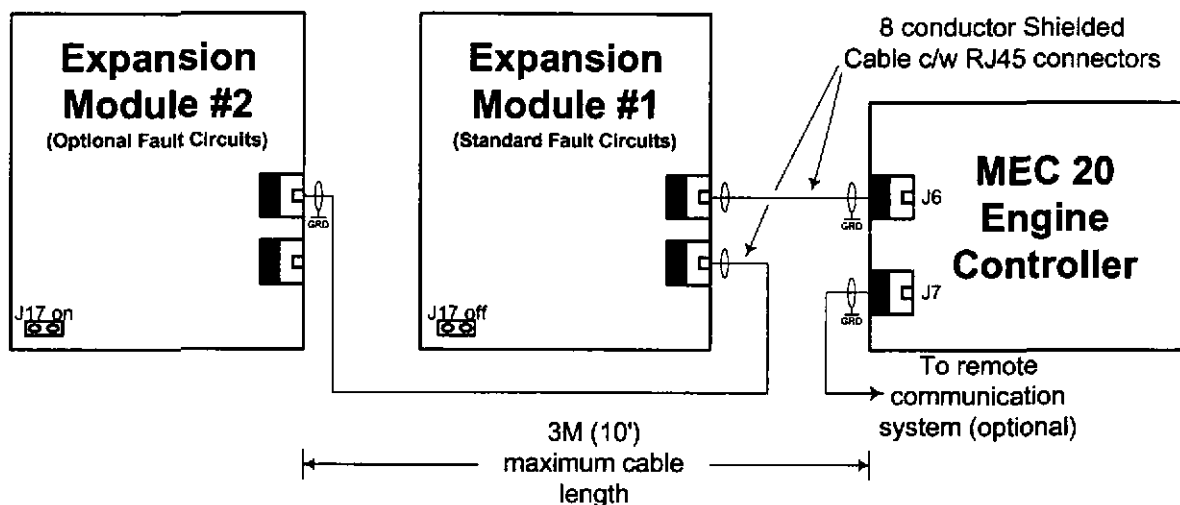 Expansion
Module #2
(Optional Fault Circuits)
GRD
J17 on
Expansion
Module #1
(Standard Fault Circuits)
J17 off
8 conductor Shielded
Cable c/w RJ45 connectors
MEC 20
Engine
Controller
J6
GRD
J7
GRD
To remote
communication
system (optional)
3M (10')
maximum cable
length